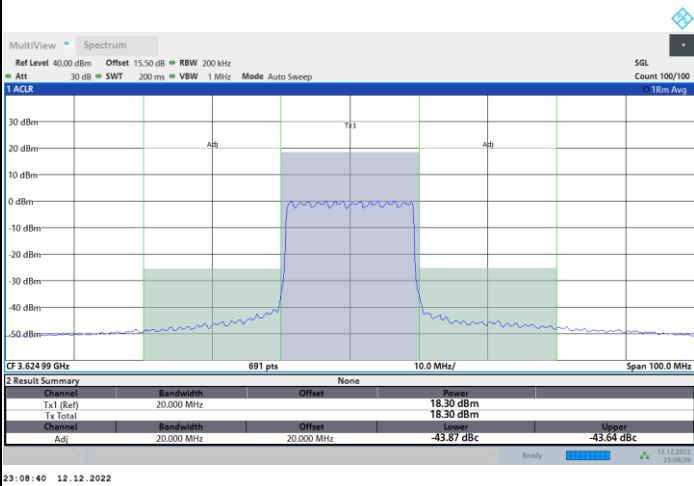 MultiView Spectrum
Ref Level 40.00 dBm Offset 15.50 dB RBW 200 kHz SGL
Att 30 dB SWT 200 ms VBW 1 MHz Mode Auto Sweep Count 100/100
1 ACLR 1Rm Avg
30 dBm
Tx1
20 dBm
Adj Adj
10 dBm
0 dBm
-10 dBm
-20 dBm
-30 dBm
-40 dBm
-50 dBm
CF 3.624 99 GHz 691 pts 10.0 MHz/ Span 100.0 MHz
2 Result Summary None
Channel Bandwidth Offset Power
Tx1 (Ref) 20.000 MHz 18.30 dBm
Tx Total 18.30 dBm
Channel Bandwidth Offset Lower Upper
Adj 20.000 MHz 20.000 MHz -43.87 dBc -43.64 dBc
Ready 12.12.2022
23:08:39
23:08:40 12.12.2022